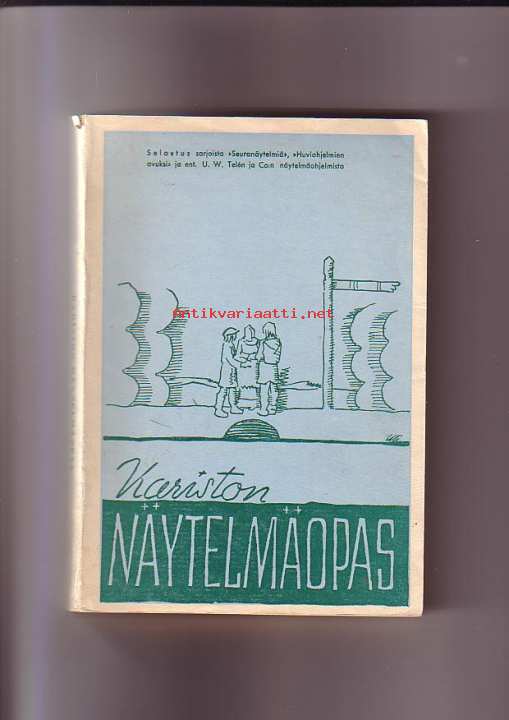 Selostus sarjoista »Seuranäytelmiä», »Huviohjelmien
avuksi» ja ent. U. W. Telén ja Co:n näytelmäohjelmista
antikvariaatti.net
Kariston
NÄYTELMÄOPAS